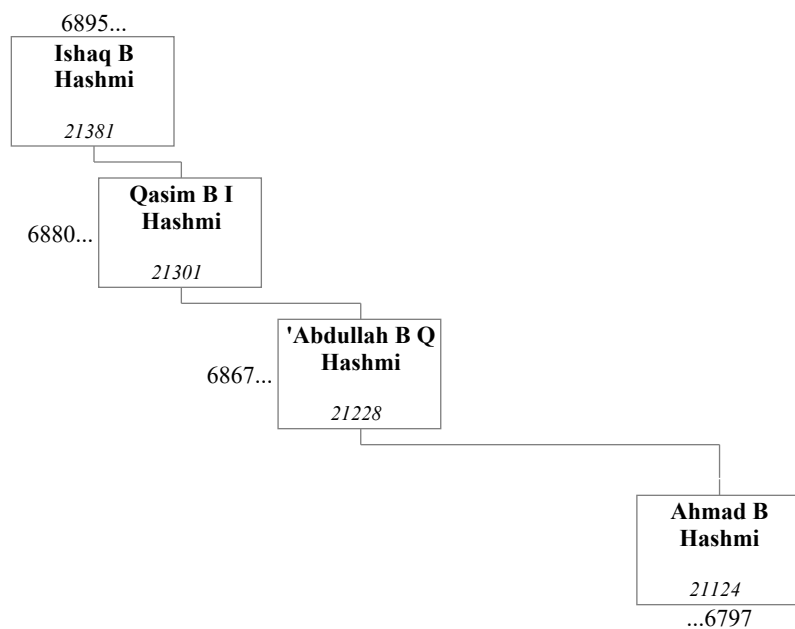 6895...
Ishaq B
Hashmi
21381
Qasim B I
Hashmi
6880...
21301
'Abdullah B Q
Hashmi
6867...
21228
Ahmad B
Hashmi
21124
...6797